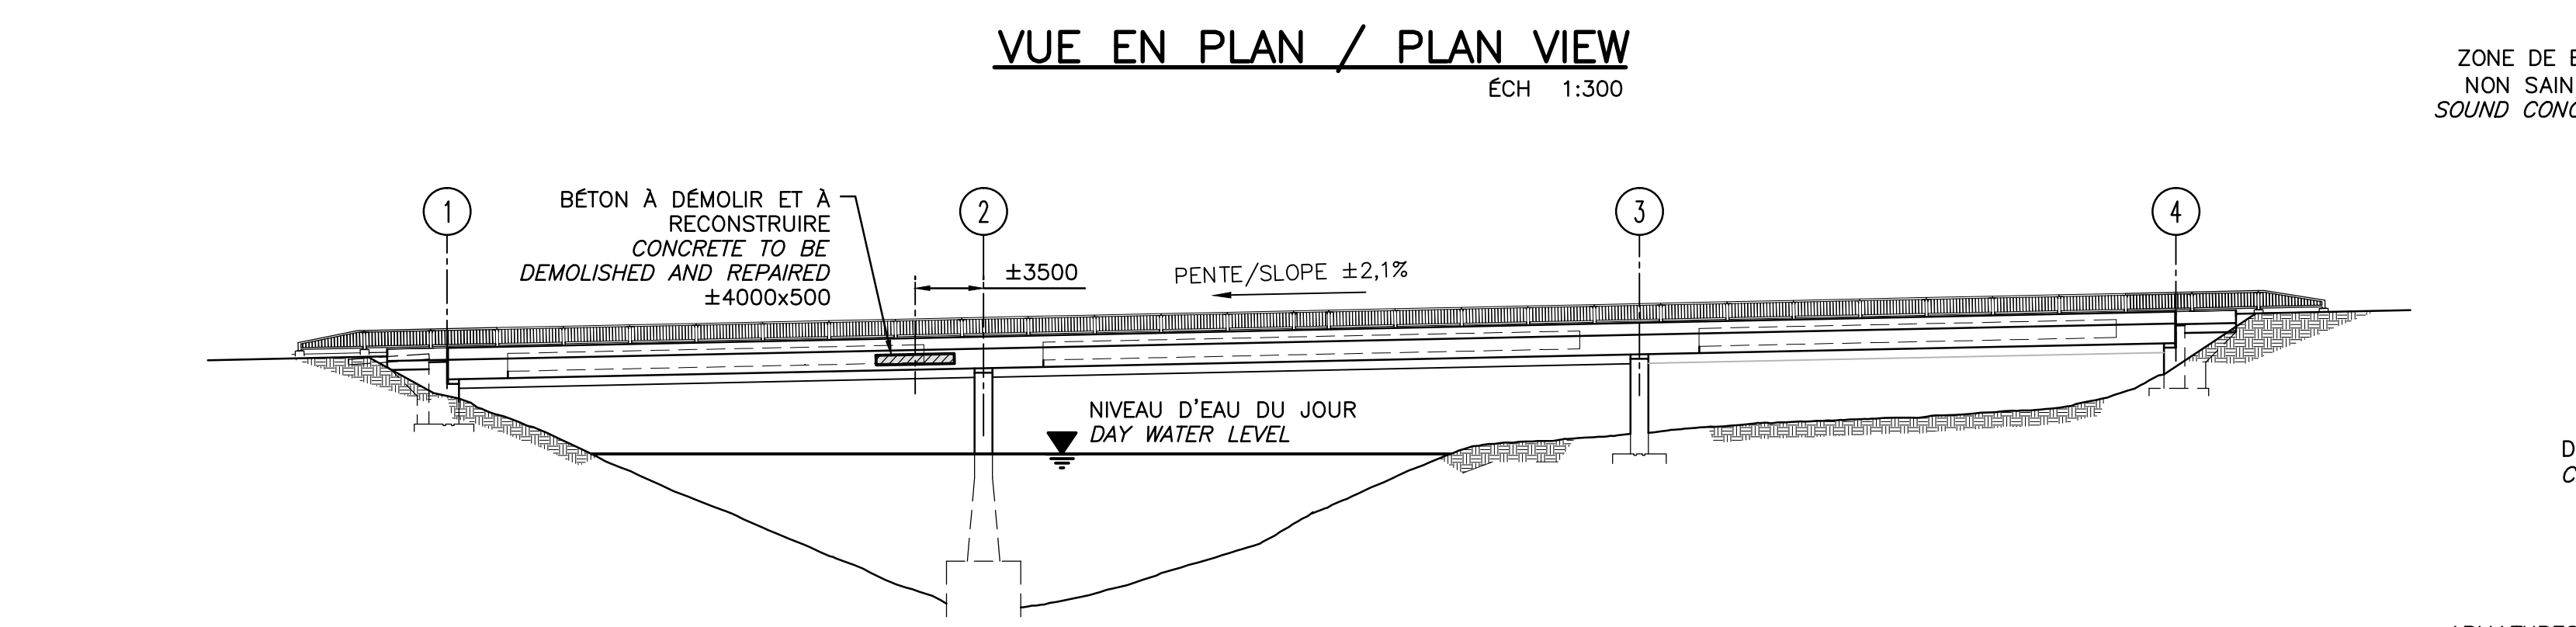 VUE EN PLAN / PLAN VIEW
ÉCH 1:300
ZONE DE
NON SAIN
SOUND
1
2
3
4
BÉTON À DÉMOLIR ET À
RECONSTRUIRE
CONCRETE TO BE
DEMOLISHED AND REPAIRED
±4000x500
±3500
PENTE/SLOPE ±2,1%
NIVEAU D'EAU DU JOUR
DAY WATER LEVEL